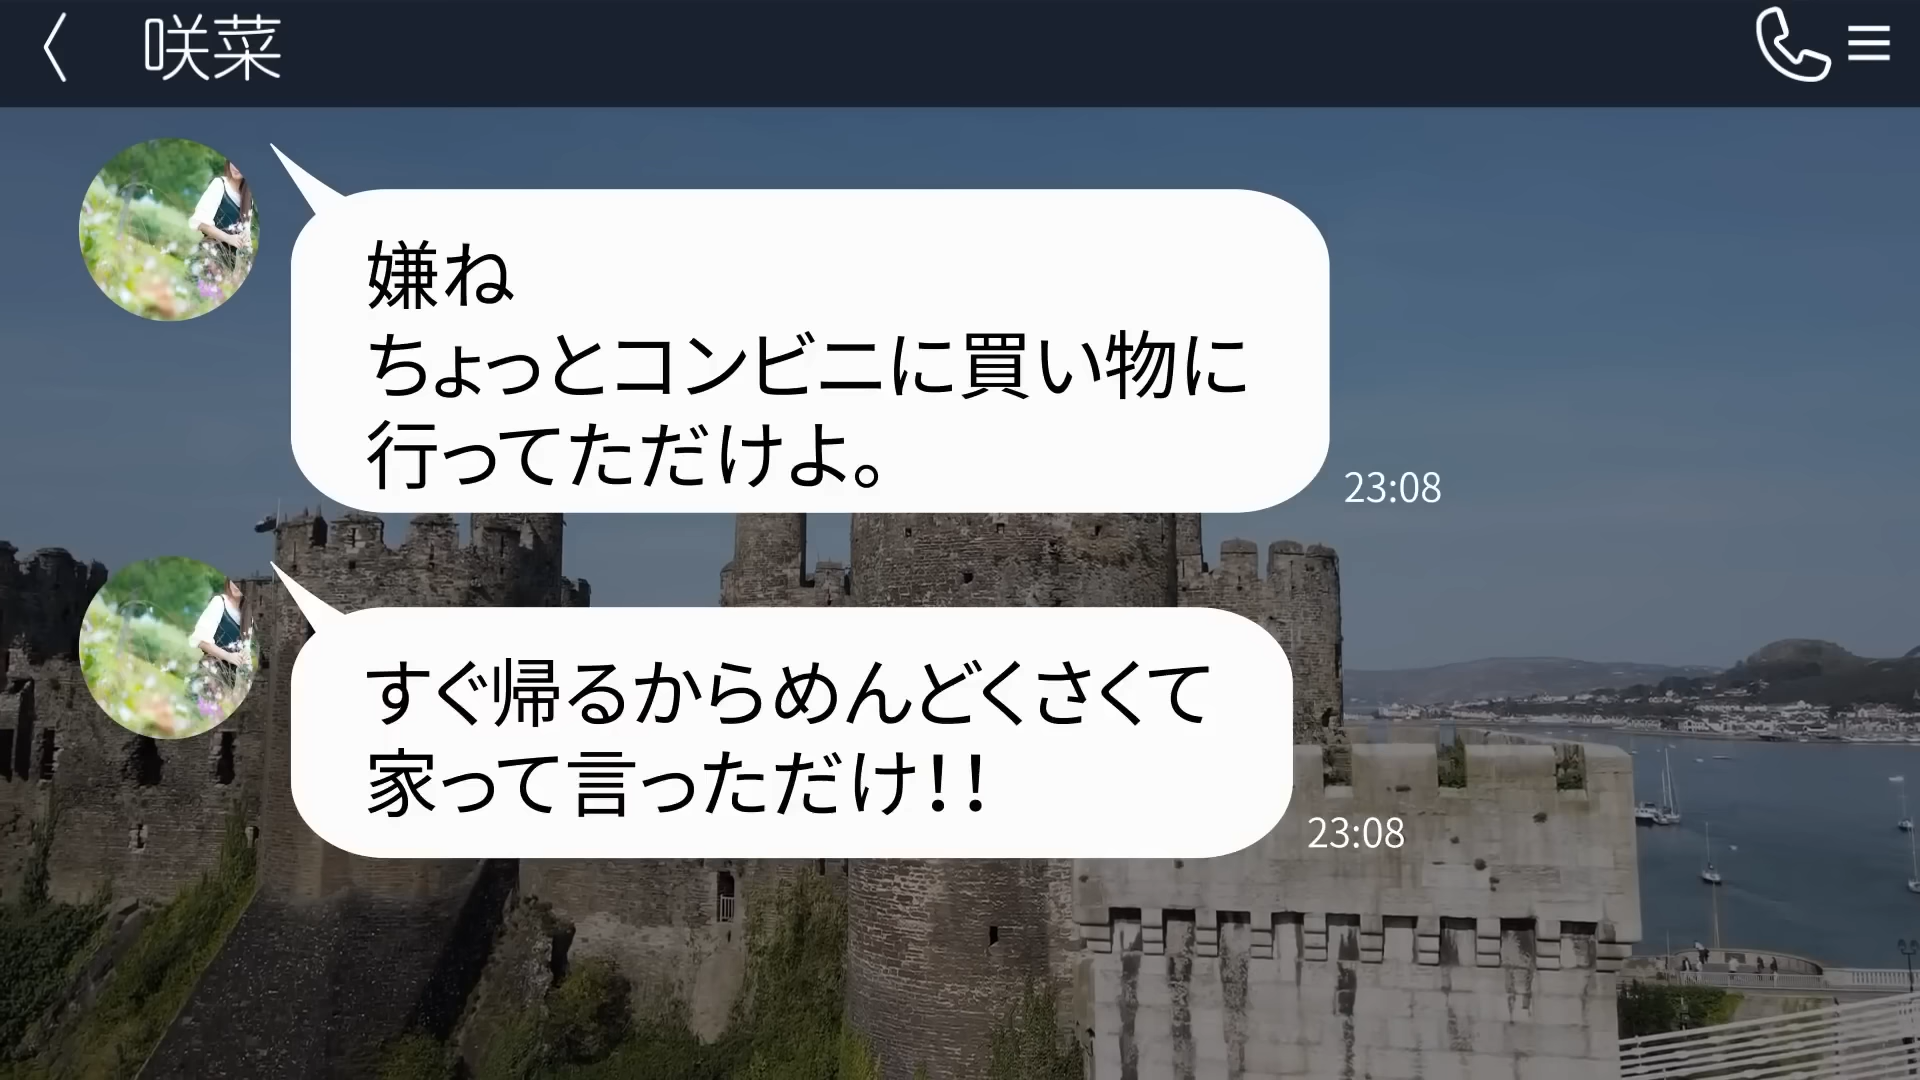 咲菜
嫌ね
ちょっとコンビニに買い物に
行ってただけよ。
23:08
すぐ帰るからめんどくさくて
家って言っただけ！！
23:08